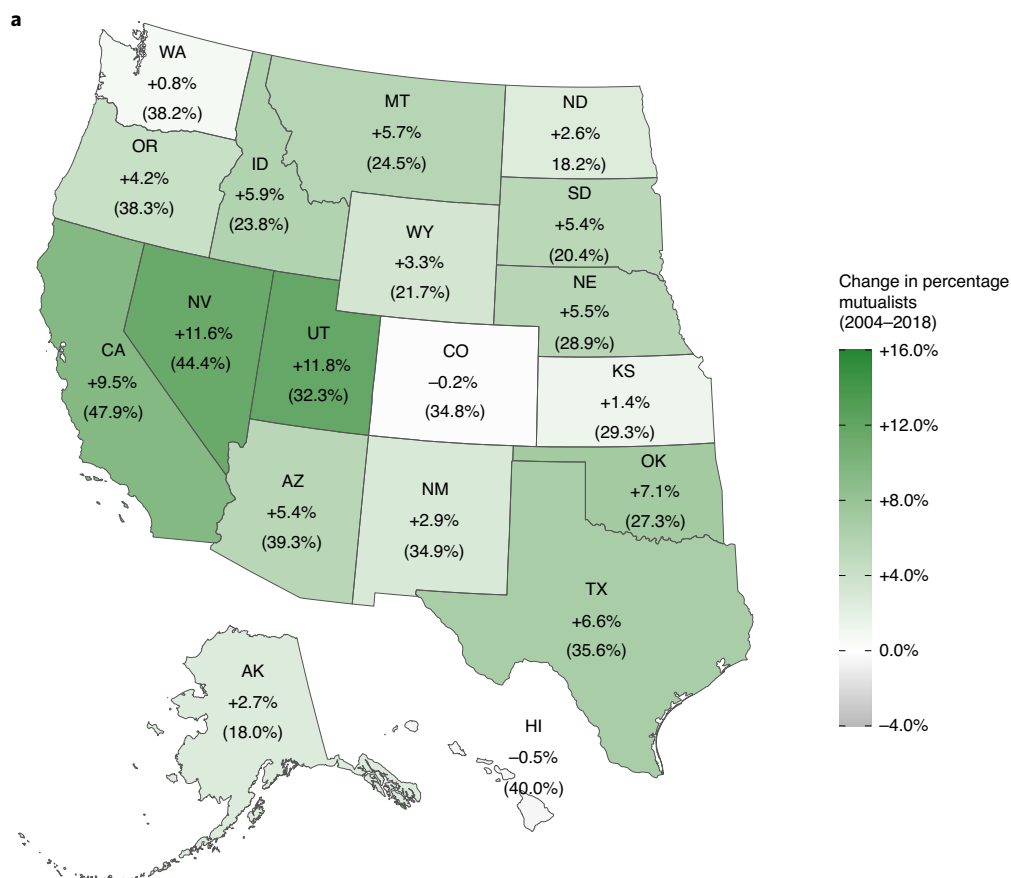 a
WA
+0.8%
(38.2%)
OR
+4.2%
(38.3%)
ID
+5.9%
(23.8%)
MT
+5.7%
(24.5%)
ND
+2.6%
18.2%)
SD
+5.4%
(20.4%)
WY
+3.3%
(21.7%)
NE
+5.5%
(28.9%)
NV
+11.6%
(44.4%)
UT
+11.8%
(32.3%)
CA
+9.5%
(47.9%)
CO
–0.2%
(34.8%)
KS
+1.4%
(29.3%)
AZ
+5.4%
(39.3%)
NM
+2.9%
(34.9%)
OK
+7.1%
(27.3%)
TX
+6.6%
(35.6%)
AK
+2.7%
(18.0%)
HI
–0.5%
(40.0%)
Change in percentage
mutualists
(2004–2018)
+16.0%
+12.0%
+8.0%
+4.0%
0.0%
–4.0%